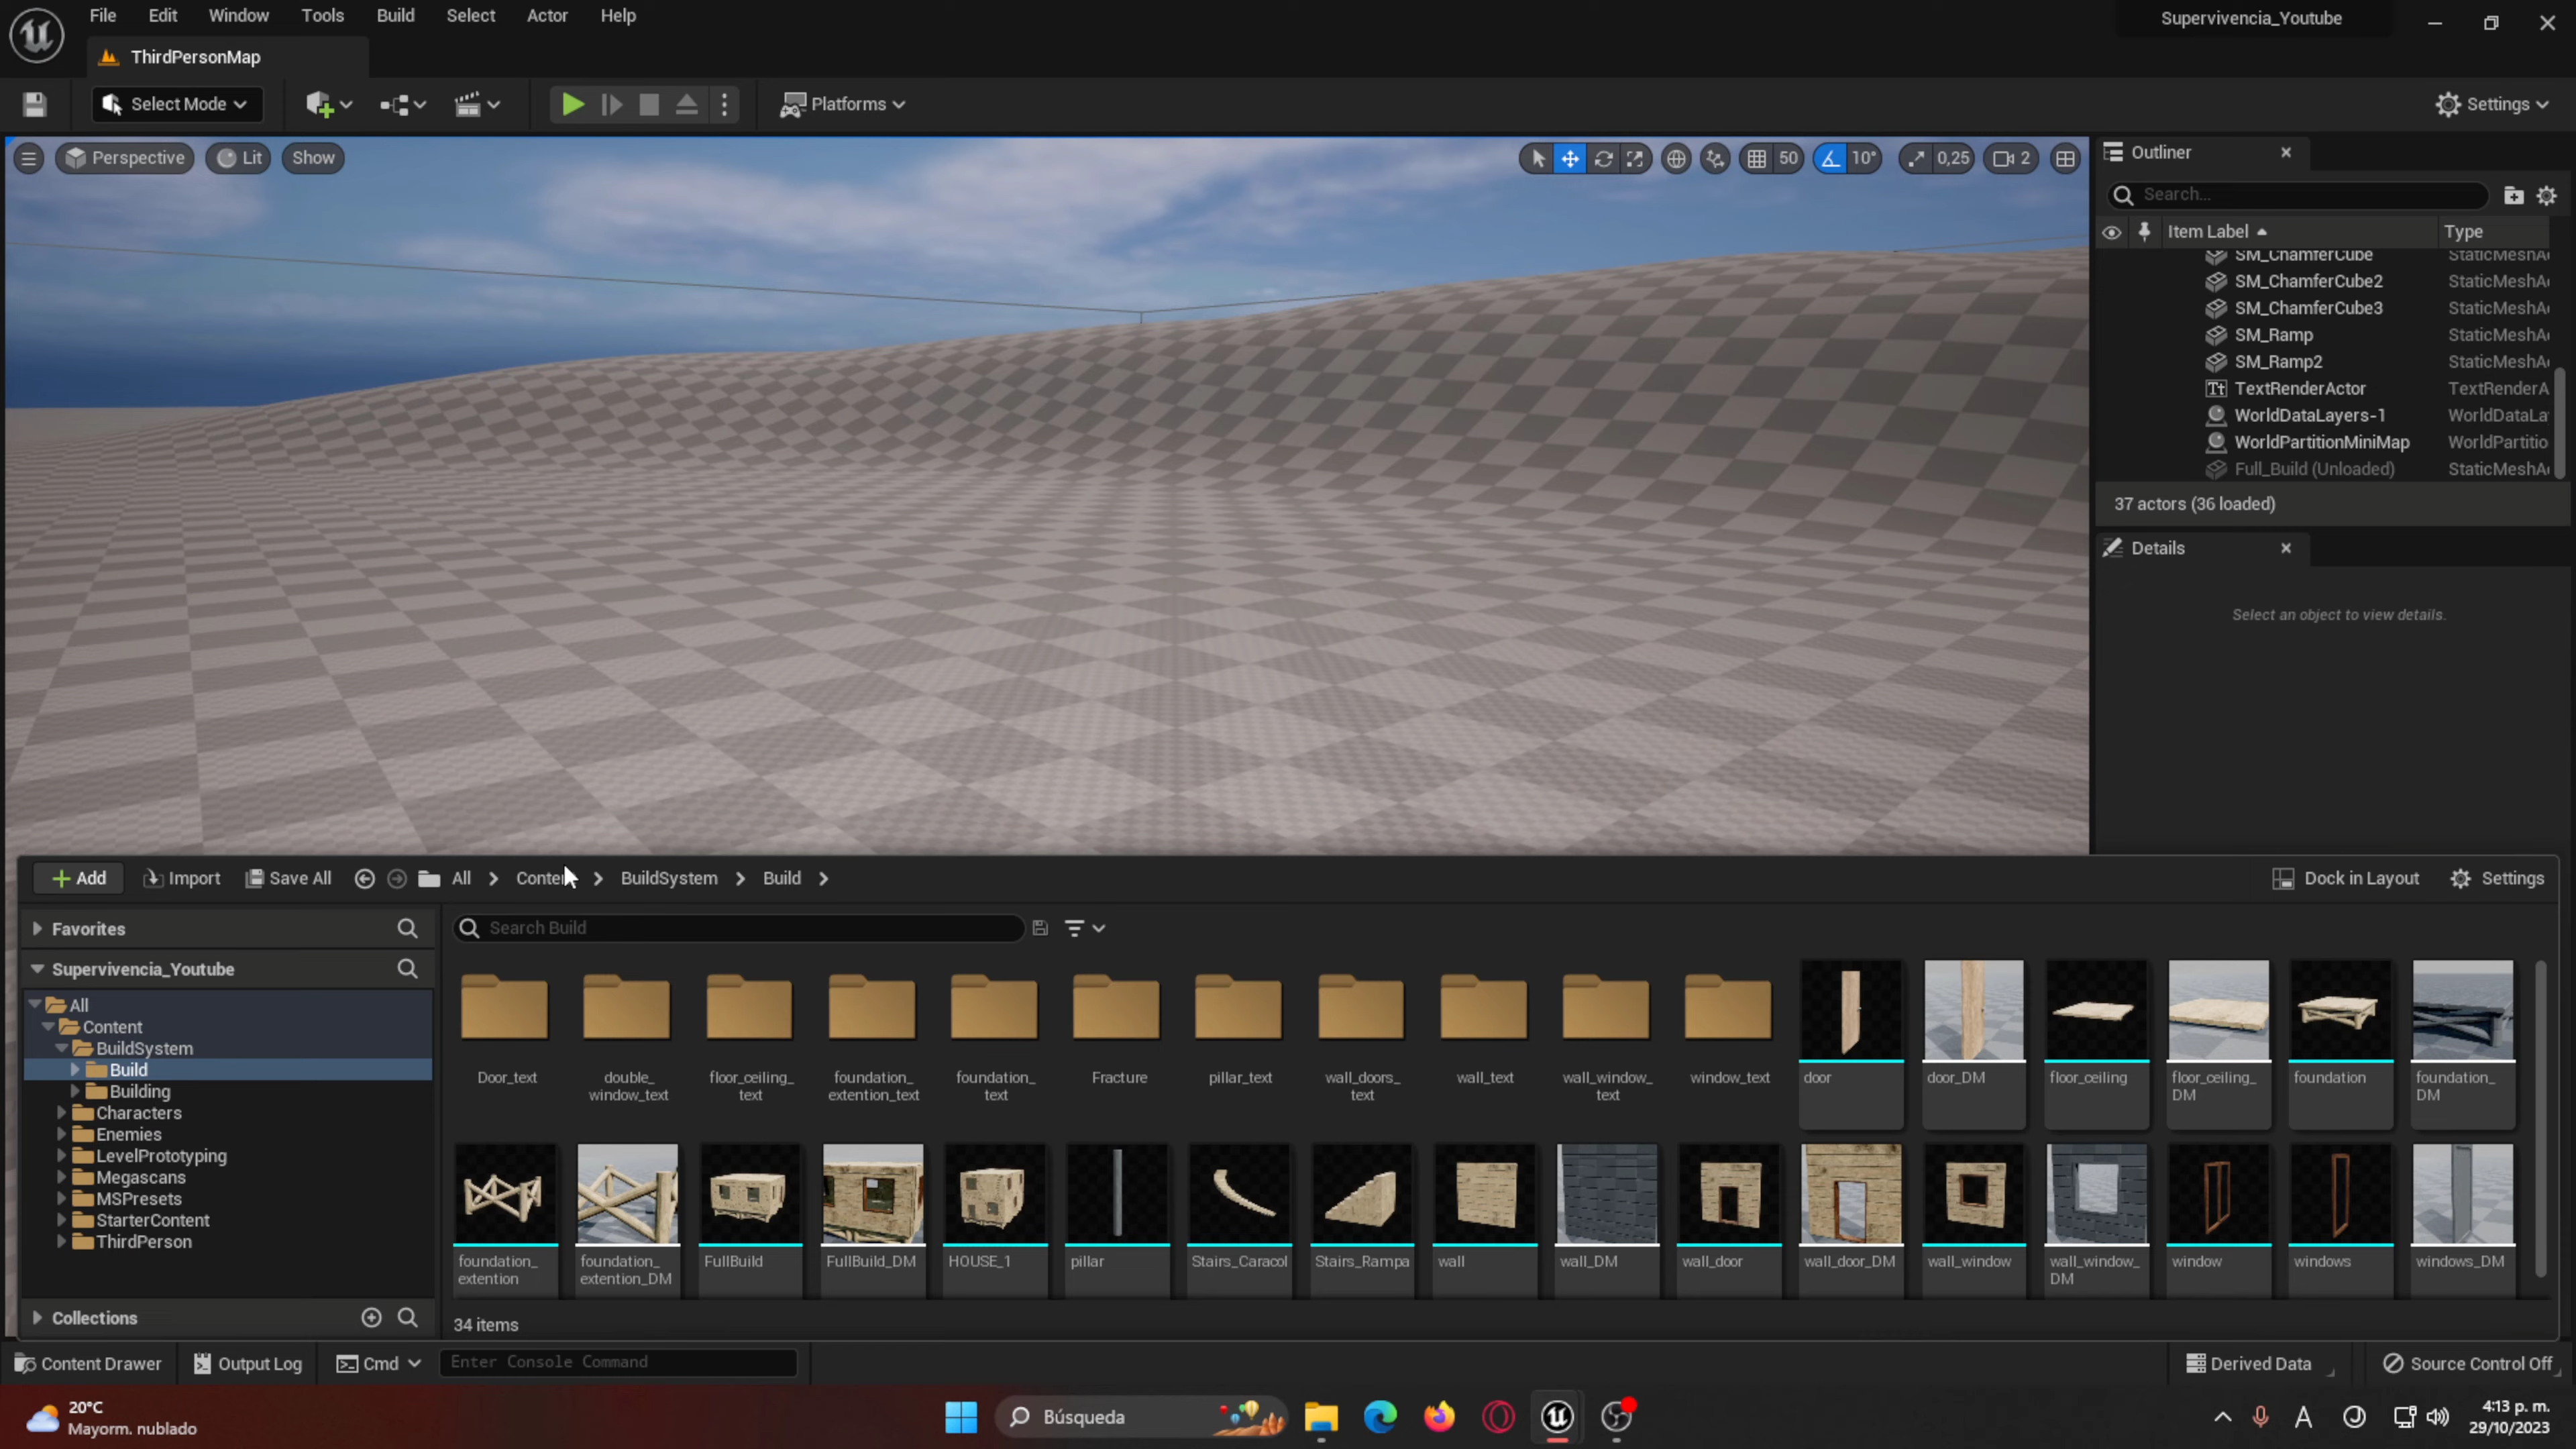 File Edit Window Tools Build Select Actor Help
Supervivencia_Youtube
ThirdPersonMap
Select Mode
Platforms
Settings
Perspective Lit Show
50 10° 0,25 2
Outliner
Search...
Item Label Type
SM_ChamferCube StaticMeshA
SM_ChamferCube2 StaticMeshA
SM_ChamferCube3 StaticMeshA
SM_Ramp StaticMeshA
SM_Ramp2 StaticMeshA
TextRenderActor TextRenderA
WorldDataLayers-1 WorldDataLa
WorldPartitionMiniMap WorldPartitio
Full_Build (Unloaded) StaticMeshA
37 actors (36 loaded)
Details
Select an object to view details.
Add Import Save All All Conten BuildSystem Build
Dock in Layout Settings
Favorites
Search Build
Supervivencia_Youtube
All
Content
BuildSystem
Build
Building
Characters
Enemies
LevelPrototyping
Megascans
MSPresets
StarterContent
ThirdPerson
Collections
Door_text double_ floor_ceiling_ foundation_ foundation_ Fracture pillar_text wall_doors_ wall_text wall_window_ window_text door door_DM floor_ceiling floor_ceiling_ foundation foundation_
window_text text extention_text text text text DM DM
foundation_ foundation_ FullBuild FullBuild_DM HOUSE_1 pillar Stairs_Caracol Stairs_Rampa wall wall_DM wall_door wall_door_DM wall_window wall_window_ window windows windows_DM
extention extention_DM DM
34 items
Content Drawer Output Log Cmd Enter Console Command
Derived Data Source Control Off
20°C
Mayorm. nublado
Búsqueda
A
4:13 p. m.
29/10/2023